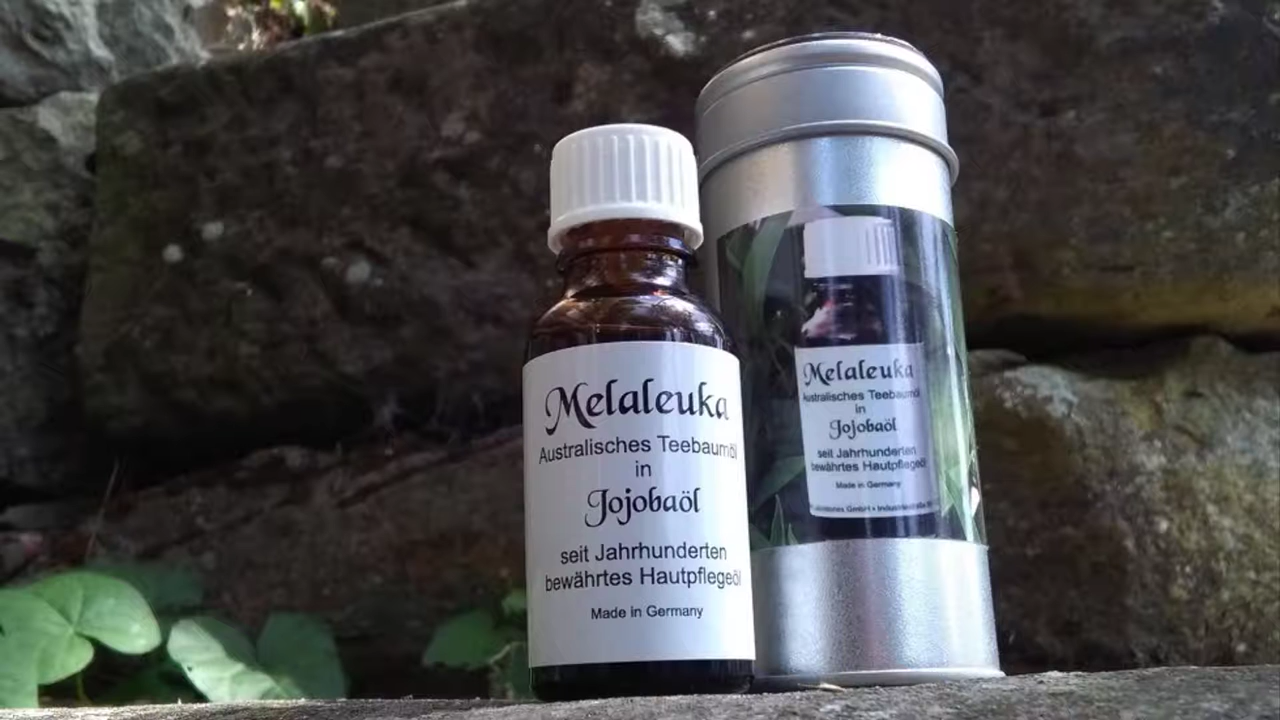 Melaleuka
Australisches Teebaumöl
in
Jojobaöl
seit Jahrhunderten
bewährtes Hautpflegeöl
Made in Germany
Melaleuka
Australisches Teebaumöl
in
Jojobaöl
seit Jahrhunderten
bewährtes Hautpflegeöl
Made in Germany
GmbH •